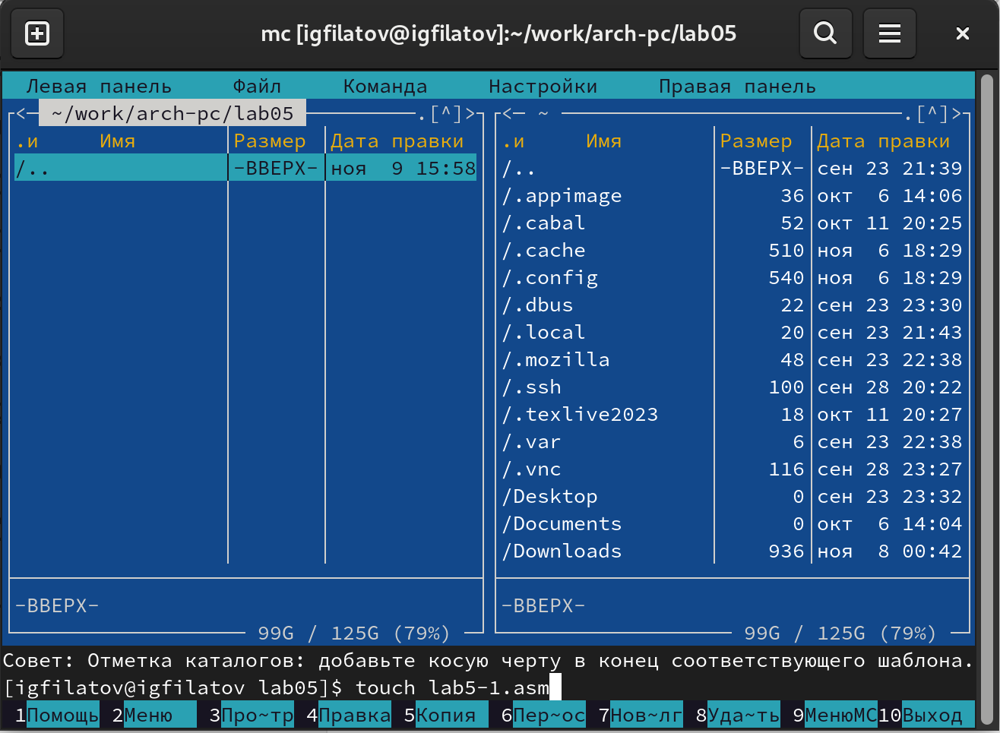 mc [igfilatov@igfilatov]:~/work/arch-pc/lab05
Левая панель Файл Команда Настройки Правая панель
<─ ~/work/arch-pc/lab05 ─.[^]> <─ ~ ─.[^]>
.и Имя Размер Дата правки .и Имя Размер Дата правки
/.. -ВВЕРХ- ноя 9 15:58 /.. -ВВЕРХ- сен 23 21:39
/.appimage 36 окт 6 14:06
/.cabal 52 окт 11 20:25
/.cache 510 ноя 6 18:29
/.config 540 ноя 6 18:29
/.dbus 22 сен 23 23:30
/.local 20 сен 23 21:43
/.mozilla 48 сен 23 22:38
/.ssh 100 сен 28 20:22
/.texlive2023 18 окт 11 20:27
/.var 6 сен 23 22:38
/.vnc 116 сен 28 23:27
/Desktop 0 сен 23 23:32
/Documents 0 окт 6 14:04
/Downloads 936 ноя 8 00:42
-ВВЕРХ- -ВВЕРХ-
99G / 125G (79%) 99G / 125G (79%)
Совет: Отметка каталогов: добавьте косую черту в конец соответствующего шаблона.
[igfilatov@igfilatov lab05]$ touch lab5-1.asm
1Помощь 2Меню 3Про~тр 4Правка 5Копия 6Пер~ос 7Нов~лг 8Уда~ть 9МенюMC 10Выход